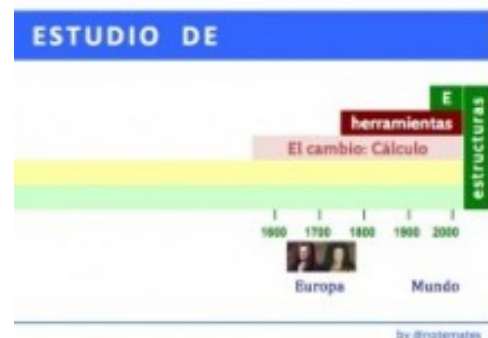 ESTUDIO DE
E
herramientas
estructuras
El cambio: Cálculo
1600 1700 1800 1900 2000
Europa Mundo